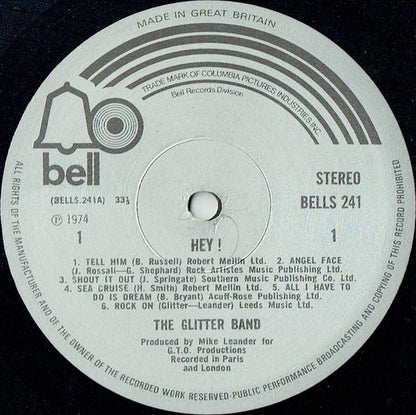 MADE IN GREAT BRITAIN
TRADE MARK OF COLUMBIA PICTURES INDUSTRIES INC.
Bell Records Division
bell
(BELLS.241A) 33⅓
STEREO
BELLS 241
℗ 1974
1
HEY !
1
1. TELL HIM (B. Russell) Robert Mellin Ltd. 2. ANGEL FACE
(J. Rossall—G. Shephard) Rock Artistes Music Publishing Ltd.
3. SHOUT IT OUT (J. Springate) Southern Music Publishing Co. Ltd.
4. SEA CRUISE (H. Smith) Robert Mellin Ltd. 5. ALL I HAVE TO
DO IS DREAM (B. Bryant) Acuff-Rose Publishing Ltd.
6. ROCK ON (Glitter—Leander) Leeds Music Ltd.
THE GLITTER BAND
Produced by Mike Leander for
G.T.O. Productions
Recorded in Paris
and London
ALL RIGHTS OF THE MANUFACTURER AND OF THE OWNER OF THE RECORDED WORK RESERVED·PUBLIC PERFORMANCE BROADCASTING AND COPYING OF THIS RECORD PROHIBITED